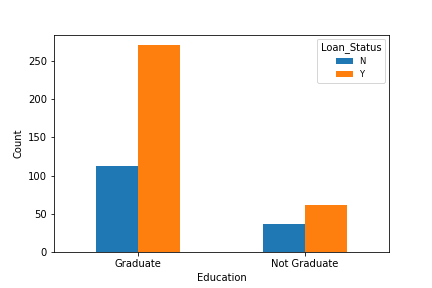 Loan_Status
N
Y
250
200
150
100
50
0
Count
Graduate
Not Graduate
Education